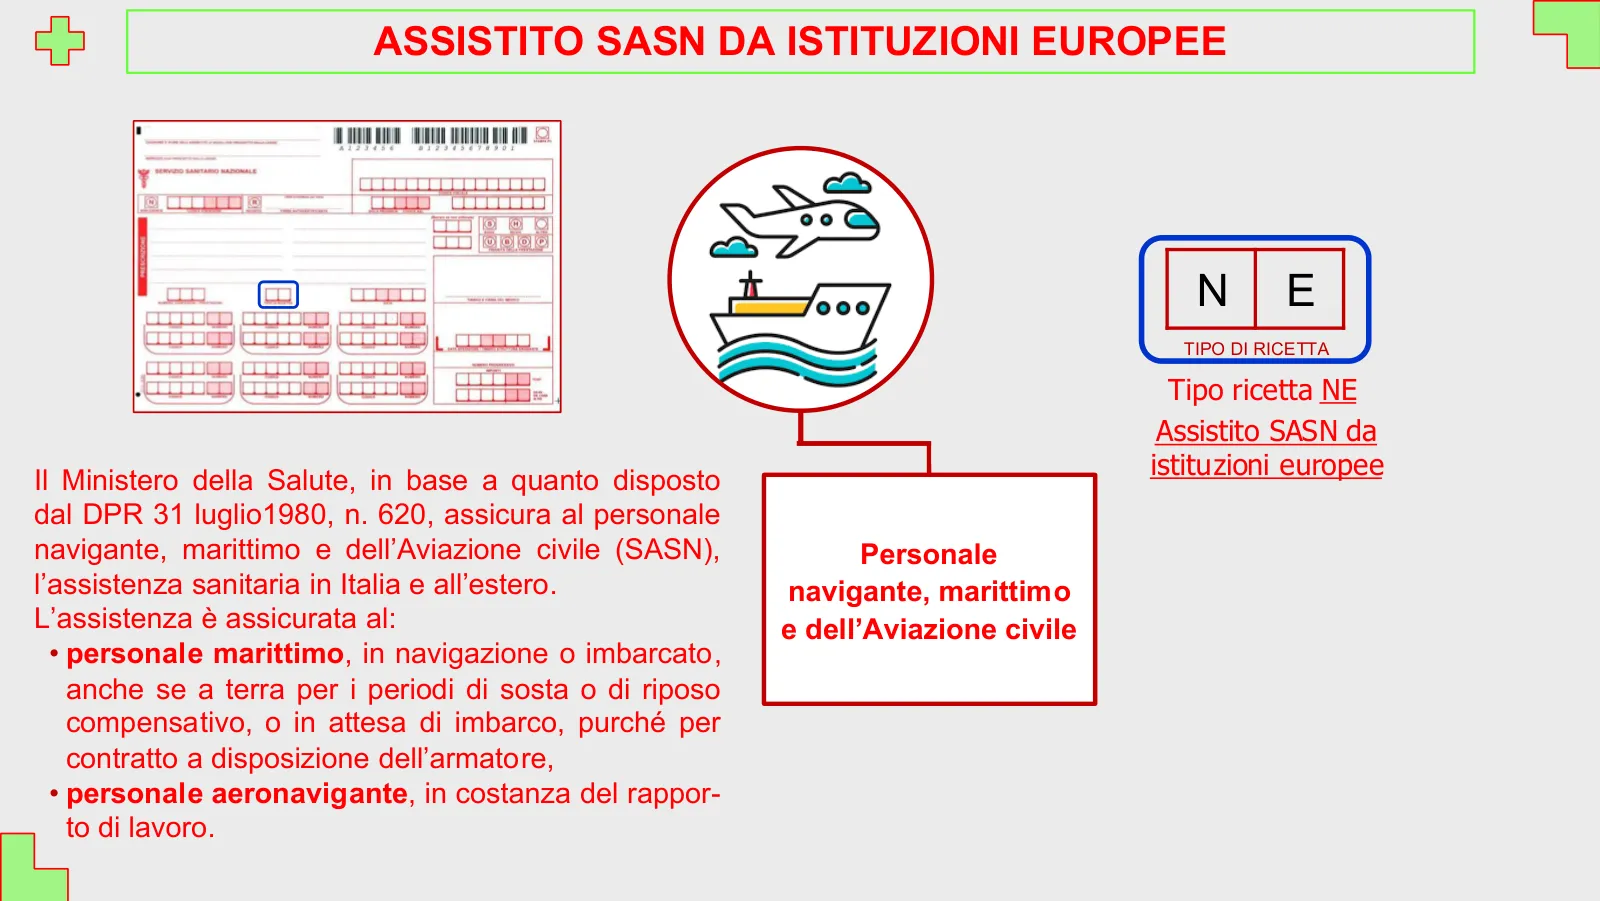 ASSISTITO SASN DA ISTITUZIONI EUROPEE
A123456 B12345678901
SERVIZIO SANITARIO NAZIONALE
PRESCRIZIONE
N R
S H
U B D P
N E
TIPO DI RICETTA
Tipo ricetta NE
Assistito SASN da
istituzioni europee
Il Ministero della Salute, in base a quanto disposto
dal DPR 31 luglio1980, n. 620, assicura al personale
navigante, marittimo e dell’Aviazione civile (SASN),
l’assistenza sanitaria in Italia e all’estero.
L’assistenza è assicurata al:
• personale marittimo, in navigazione o imbarcato,
anche se a terra per i periodi di sosta o di riposo
compensativo, o in attesa di imbarco, purché per
contratto a disposizione dell’armatore,
• personale aeronavigante, in costanza del rappor-
to di lavoro.
Personale
navigante, marittimo
e dell’Aviazione civile